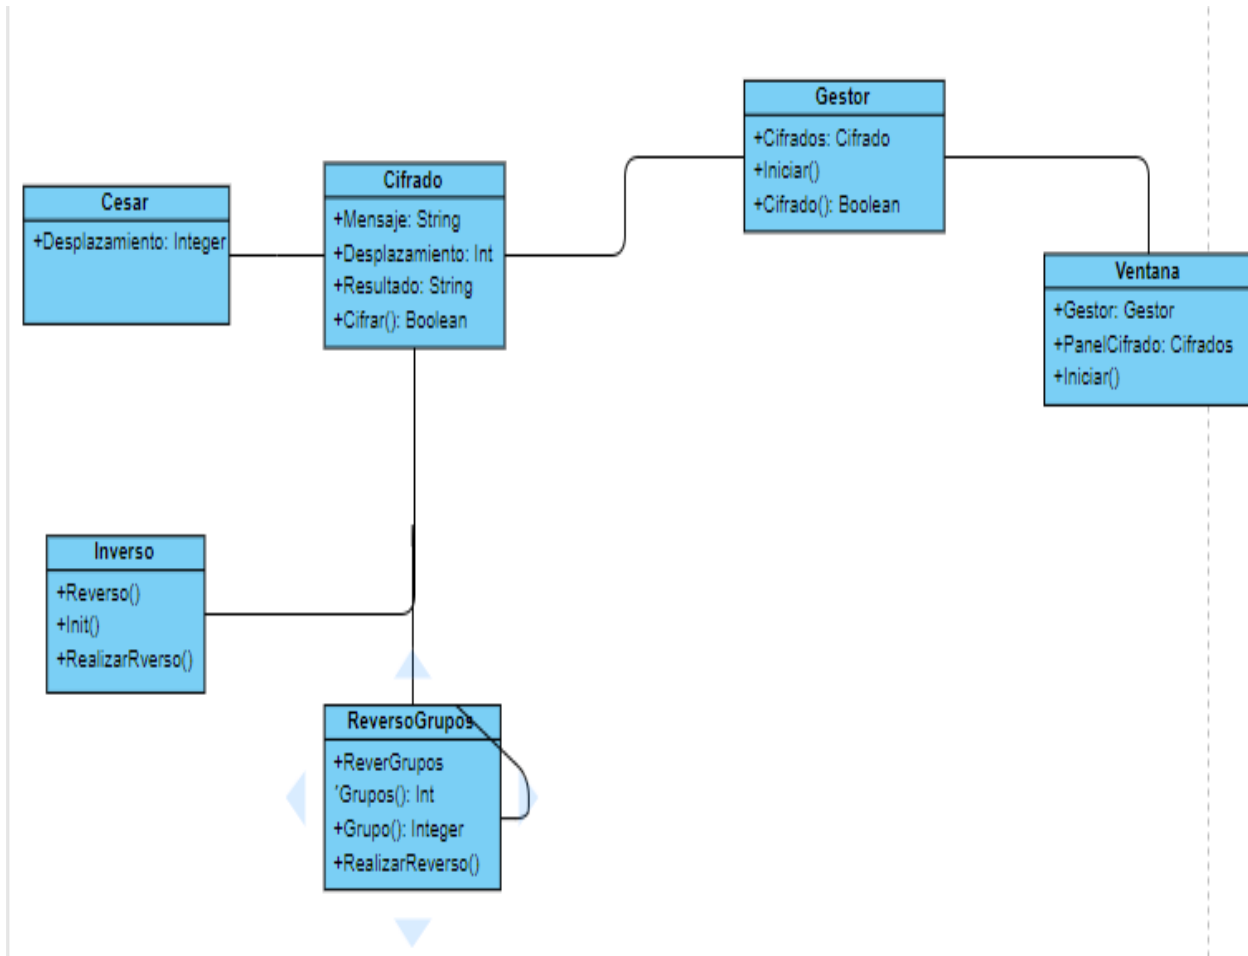 Gestor
+Cifrados: Cifrado
+Iniciar()
+Cifrado(): Boolean
Cifrado
+Mensaje: String
+Desplazamiento: Int
+Resultado: String
+Cifrar(): Boolean
Cesar
+Desplazamiento: Integer
Ventana
+Gestor: Gestor
+PanelCifrado: Cifrados
+Iniciar()
Inverso
+Reverso()
+Init()
+RealizarRverso()
ReversoGrupos
+ReverGrupos
´Grupos(): Int
+Grupo(): Integer
+RealizarReverso()